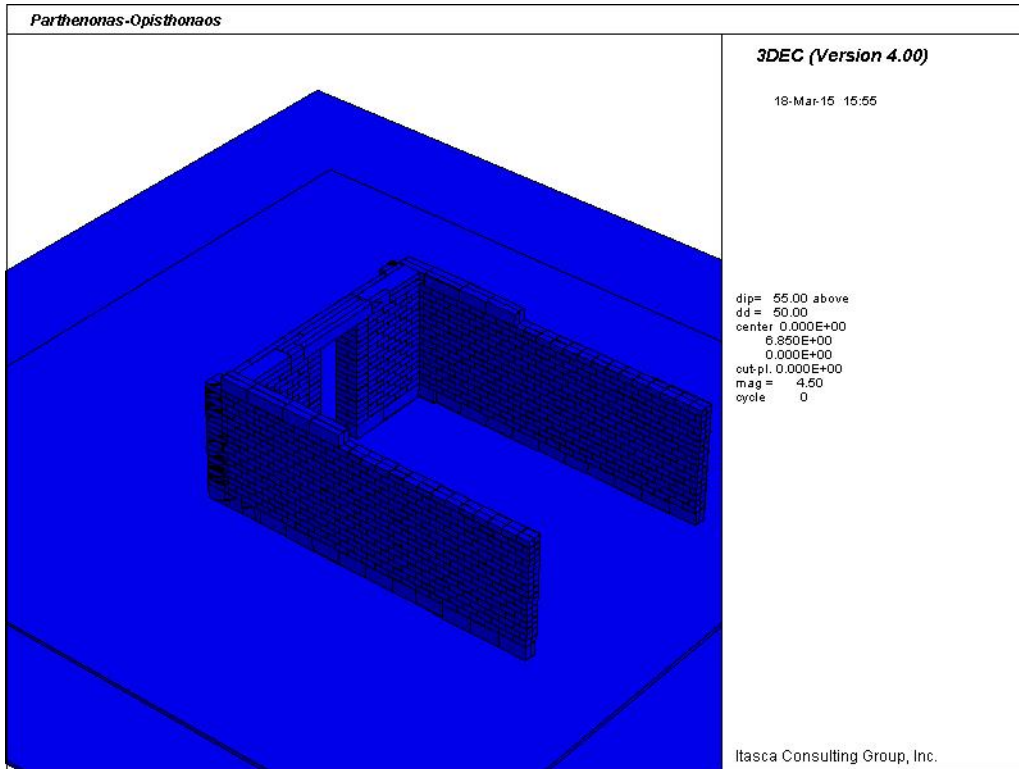 Parthenonas-Opisthonaos
3DEC (Version 4.00)
18-Mar-15 15:55
dip= 55.00 above
dd = 50.00
center 0.000E+00
6.850E+00
0.000E+00
cut-pl. 0.000E+00
mag = 4.50
cycle 0
Itasca Consulting Group, Inc.